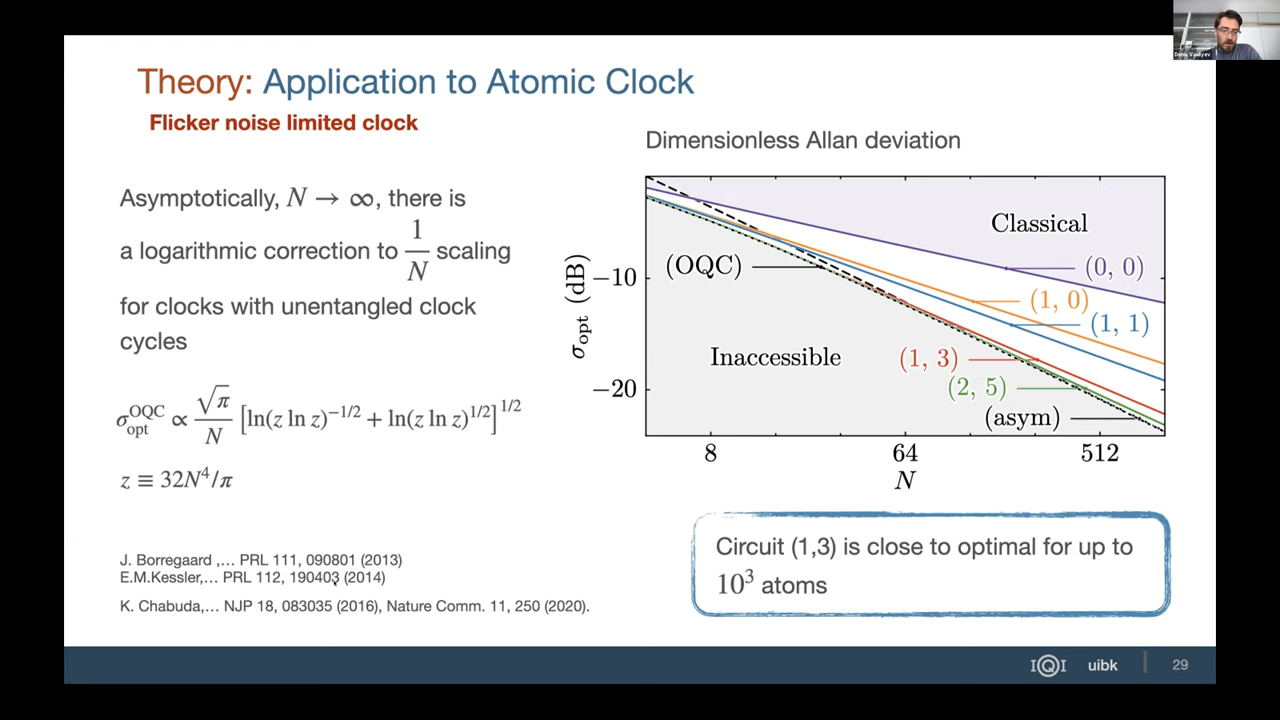 Theory: Application to Atomic Clock
Flicker noise limited clock
Asymptotically, N → ∞, there is
a logarithmic correction to 1/N scaling
for clocks with unentangled clock
cycles
σ_opt^OQC ∝ √π/N [ln(z ln z)^−1/2 + ln(z ln z)^1/2]^1/2
z ≡ 32N^4/π
J. Borregaard ,... PRL 111, 090801 (2013)
E.M.Kessler,... PRL 112, 190403 (2014)
K. Chabuda,... NJP 18, 083035 (2016), Nature Comm. 11, 250 (2020).
Dimensionless Allan deviation
σ_opt (dB)
−10
−20
Classical
(OQC)
(0, 0)
(1, 0)
(1, 1)
Inaccessible
(1, 3)
(2, 5)
(asym)
8
64
512
N
Circuit (1,3) is close to optimal for up to
10^3 atoms
IQI
uibk
29
Denis Vasilyev